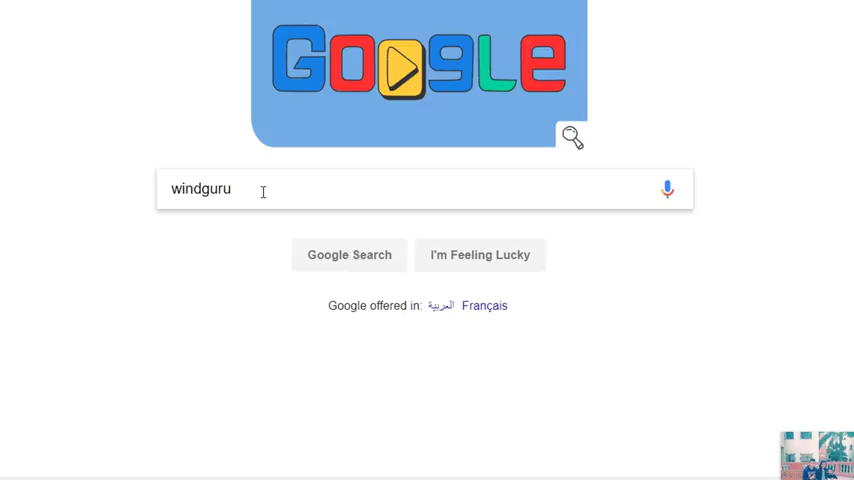 Google
windguru
Google Search
I'm Feeling Lucky
Google offered in: العربية Français